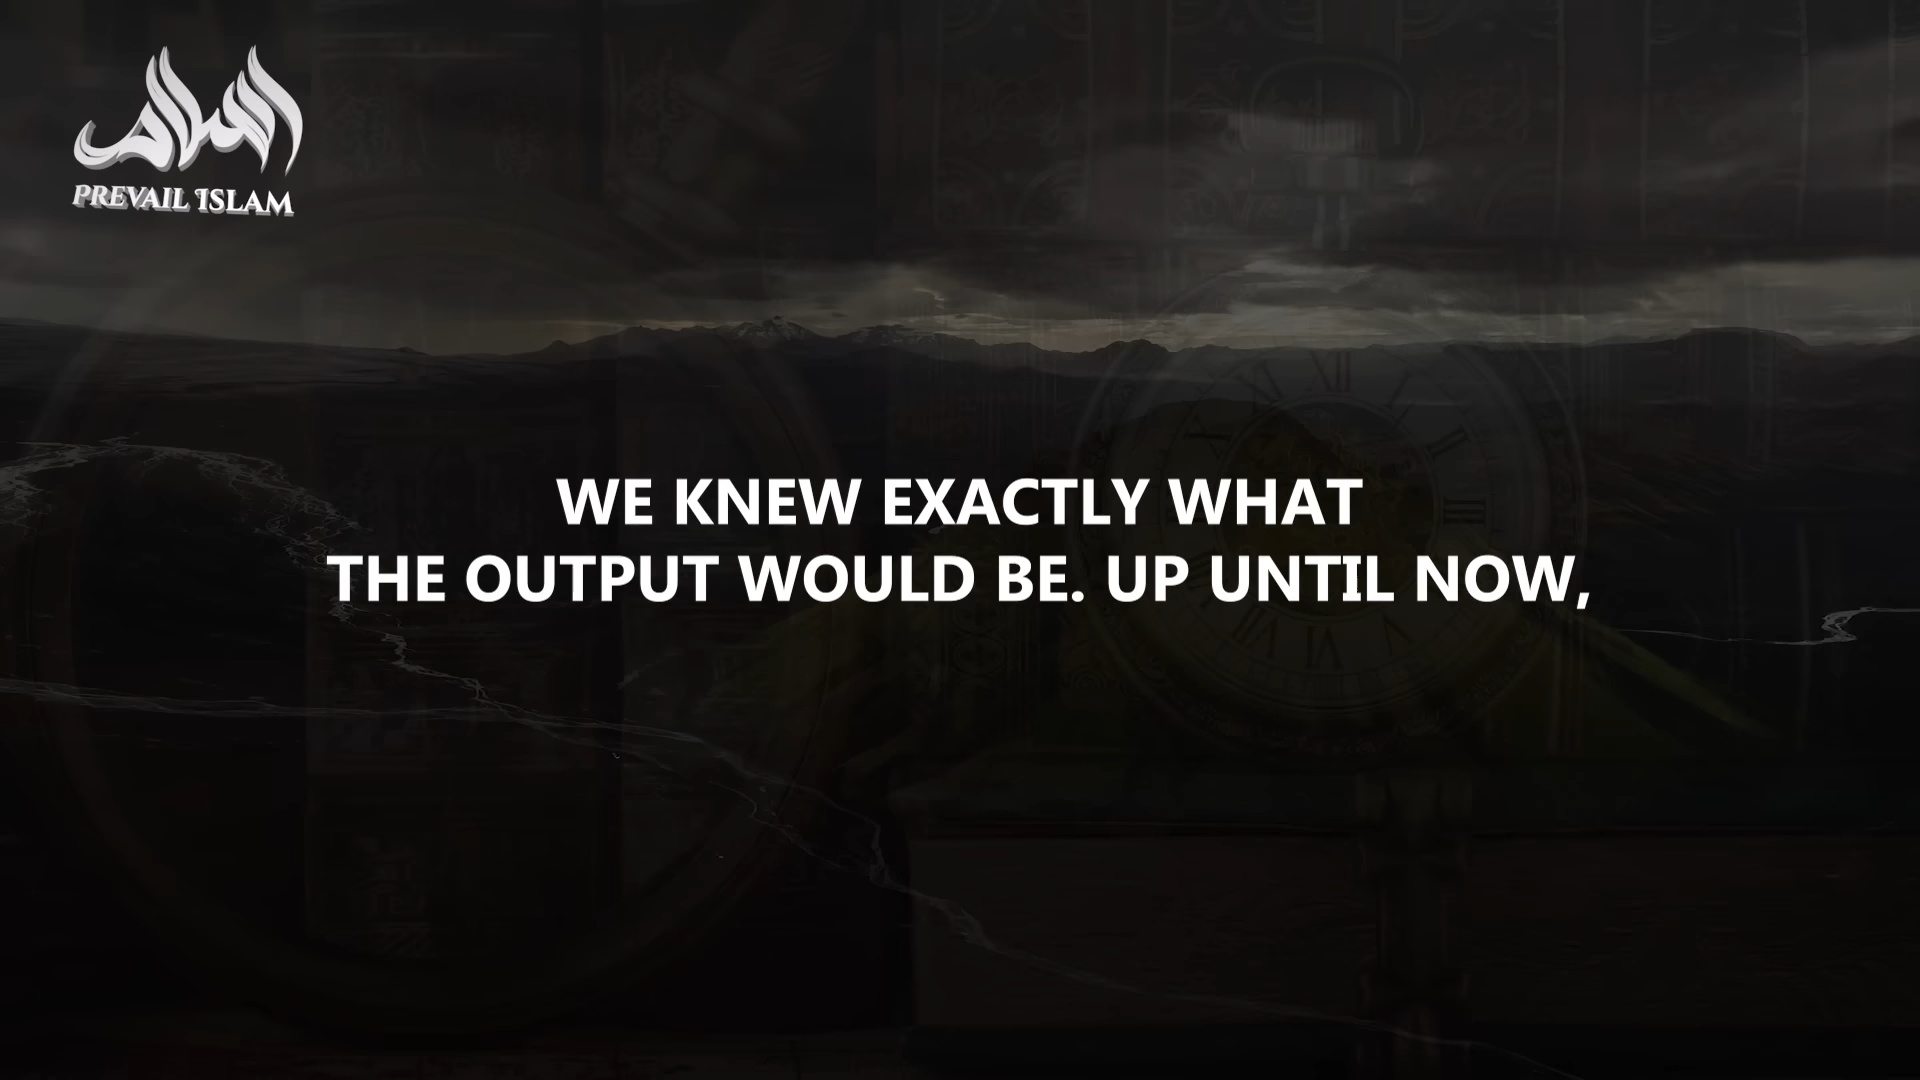 السلام
PREVAIL ISLAM
WE KNEW EXACTLY WHAT
THE OUTPUT WOULD BE. UP UNTIL NOW,